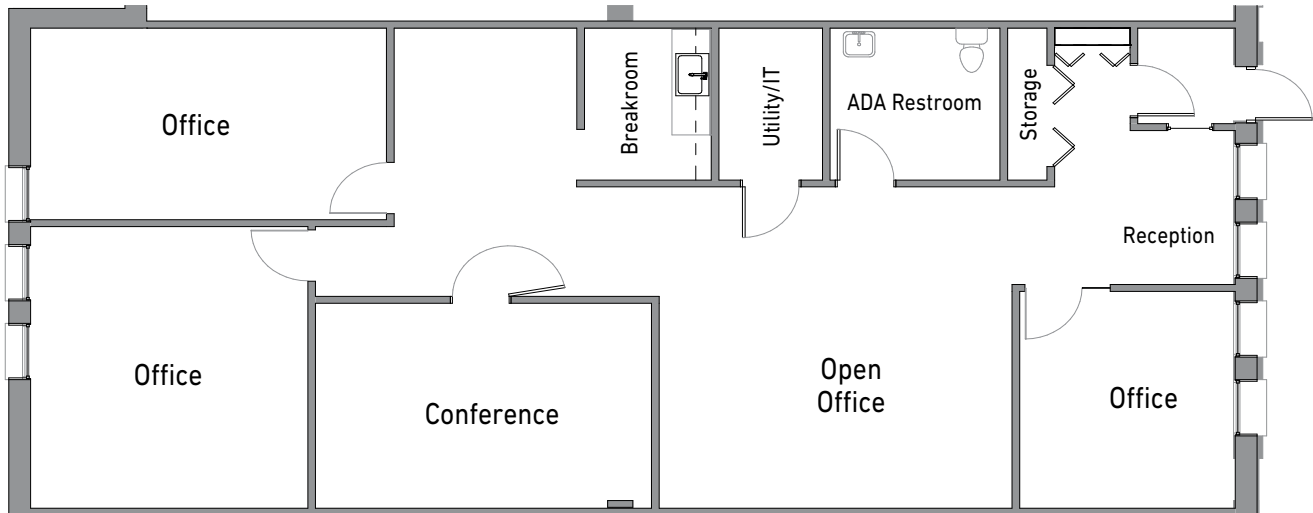 Office
Breakroom
Utility/IT
ADA Restroom
Storage
Reception
Office
Conference
Open
Office
Office